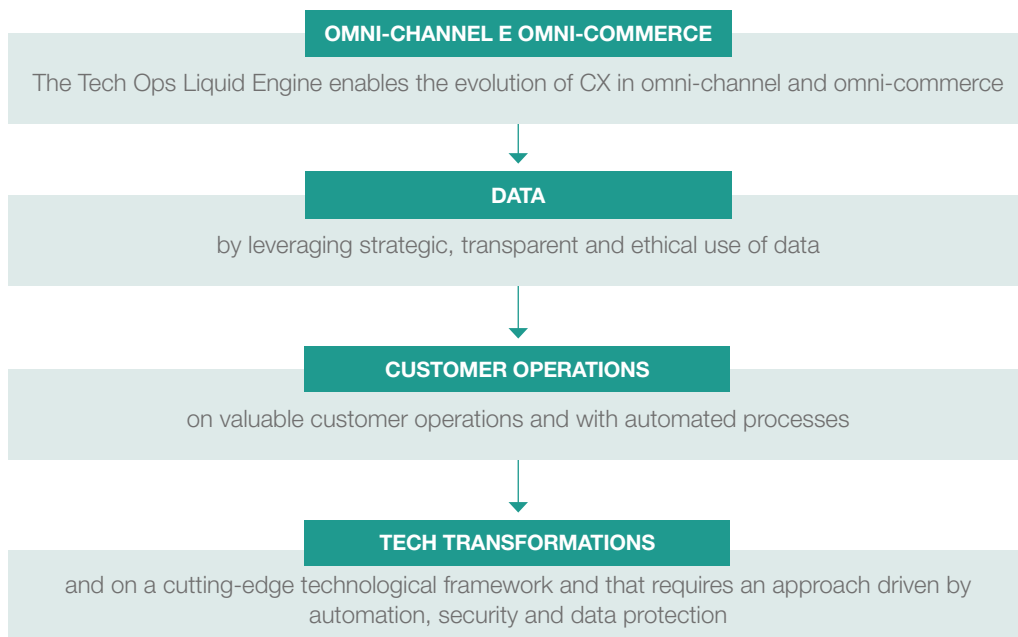 OMNI-CHANNEL E OMNI-COMMERCE
The Tech Ops Liquid Engine enables the evolution of CX in omni-channel and omni-commerce
DATA
by leveraging strategic, transparent and ethical use of data
CUSTOMER OPERATIONS
on valuable customer operations and with automated processes
TECH TRANSFORMATIONS
and on a cutting-edge technological framework and that requires an approach driven by
automation, security and data protection